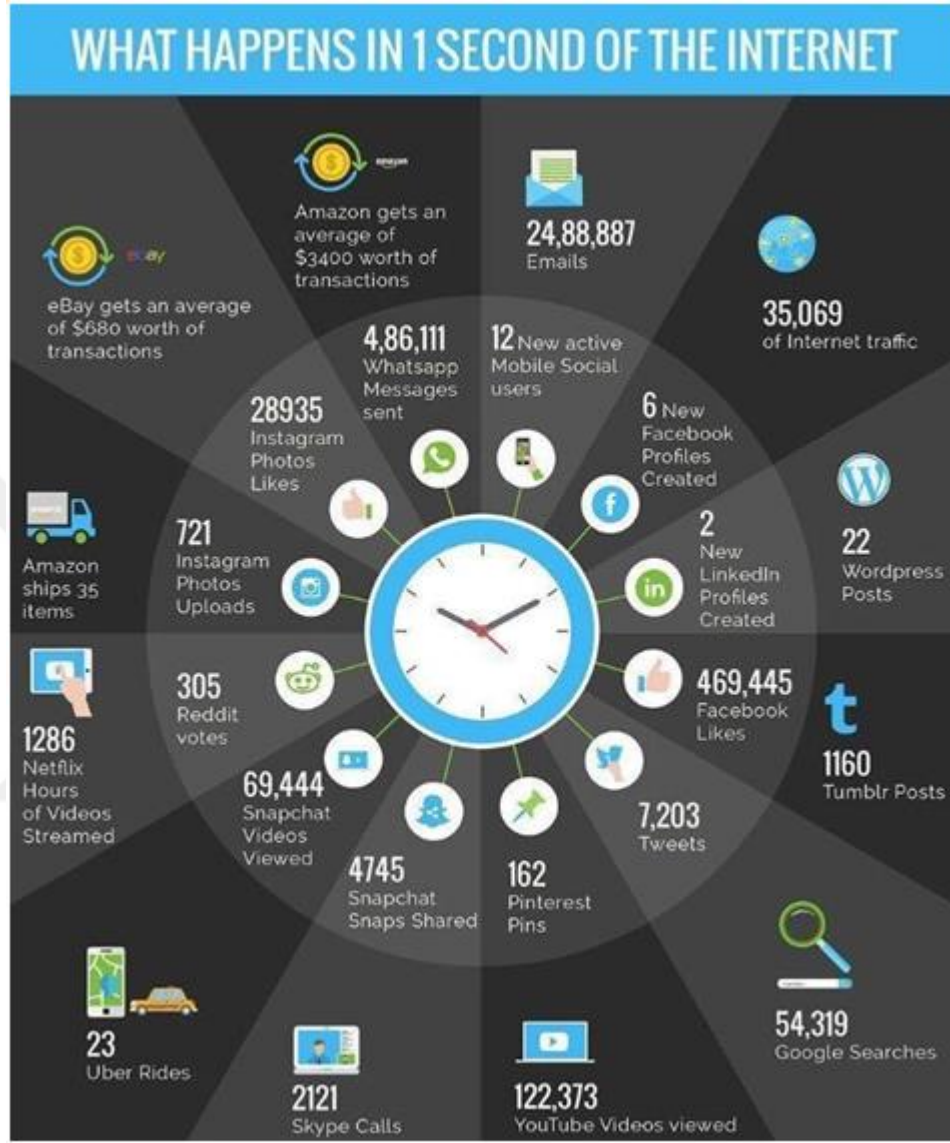 WHAT HAPPENS IN 1 SECOND OF THE INTERNET
amazon
Amazon gets an
average of
$3400 worth of
transactions
24,88,887
Emails
ebay
eBay gets an average
of $680 worth of
transactions
35,069
of Internet traffic
4,86,111
Whatsapp
Messages
sent
12 New active
Mobile Social
users
28935
Instagram
Photos
Likes
6 New
Facebook
Profiles
Created
22
Wordpress
Posts
Amazon
ships 35
items
721
Instagram
Photos
Uploads
2
New
LinkedIn
Profiles
Created
in
1286
Netflix
Hours
of Videos
Streamed
305
Reddit
votes
469,445
Facebook
Likes
1160
Tumblr Posts
69,444
Snapchat
Videos
Viewed
4745
Snapchat
Snaps Shared
162
Pinterest
Pins
7,203
Tweets
23
Uber Rides
2121
Skype Calls
122,373
YouTube Videos viewed
54,319
Google Searches